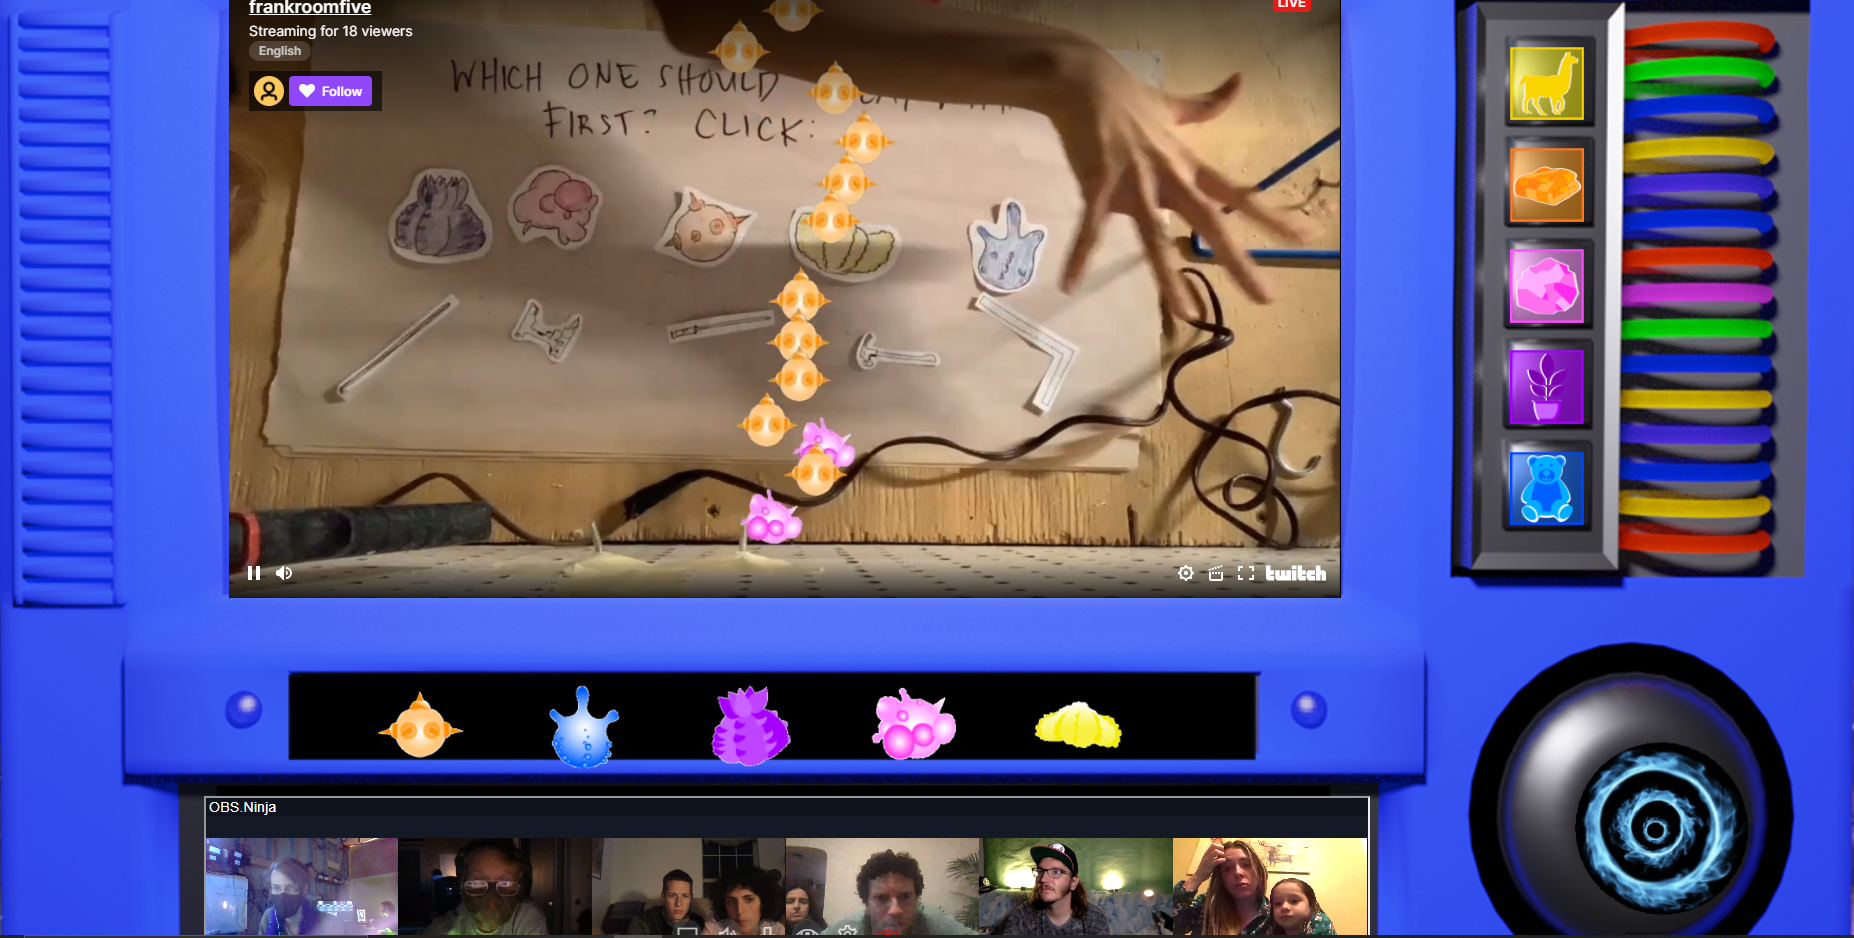 frankroomfive
LIVE
Streaming for 18 viewers
English
Follow
WHICH ONE SHOULD
FIRST? CLICK:
twitch
OBS.Ninja